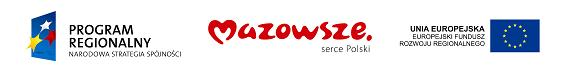 PROGRAM
REGIONALNY
NARODOWA STRATEGIA SPÓJNOŚCI
mazowsze.
serce Polski
UNIA EUROPEJSKA
EUROPEJSKI FUNDUSZ
ROZWOJU REGIONALNEGO